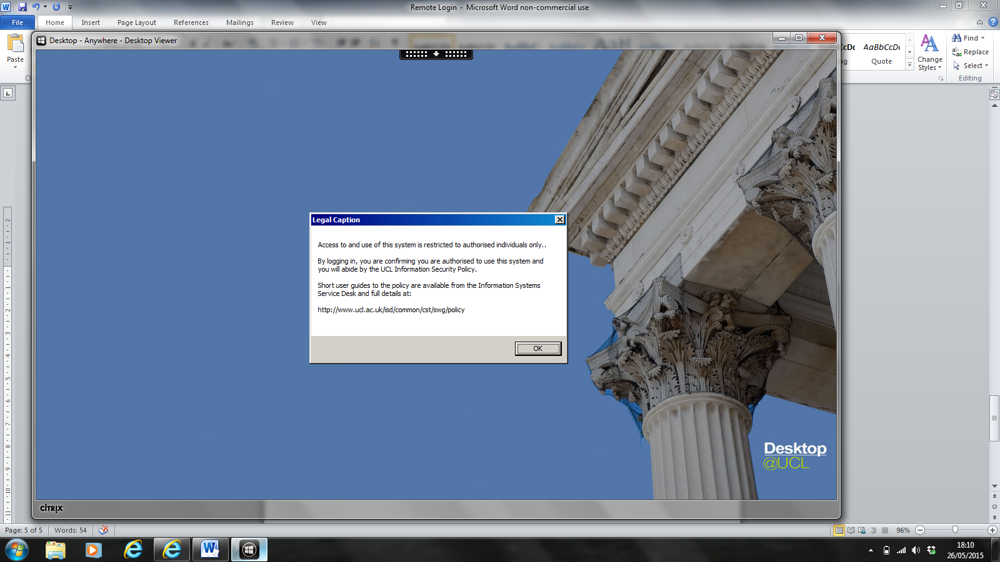 Remote Login - Microsoft Word non-commercial use
File Home Insert Page Layout References Mailings Review View
Paste
Desktop - Anywhere - Desktop Viewer
AaBbCcDc
Quote
Change
Styles
Find
Replace
Select
Editing
Legal Caption
Access to and use of this system is restricted to authorised individuals only..
By logging in, you are confirming you are authorised to use this system and
you will abide by the UCL Information Security Policy.
Short user guides to the policy are available from the Information Systems
Service Desk and full details at:
http://www.ucl.ac.uk/isd/common/cst/swg/policy
OK
Desktop
@UCL
CITRIX
Page: 5 of 5 Words: 54 96%
18:10
26/05/2015